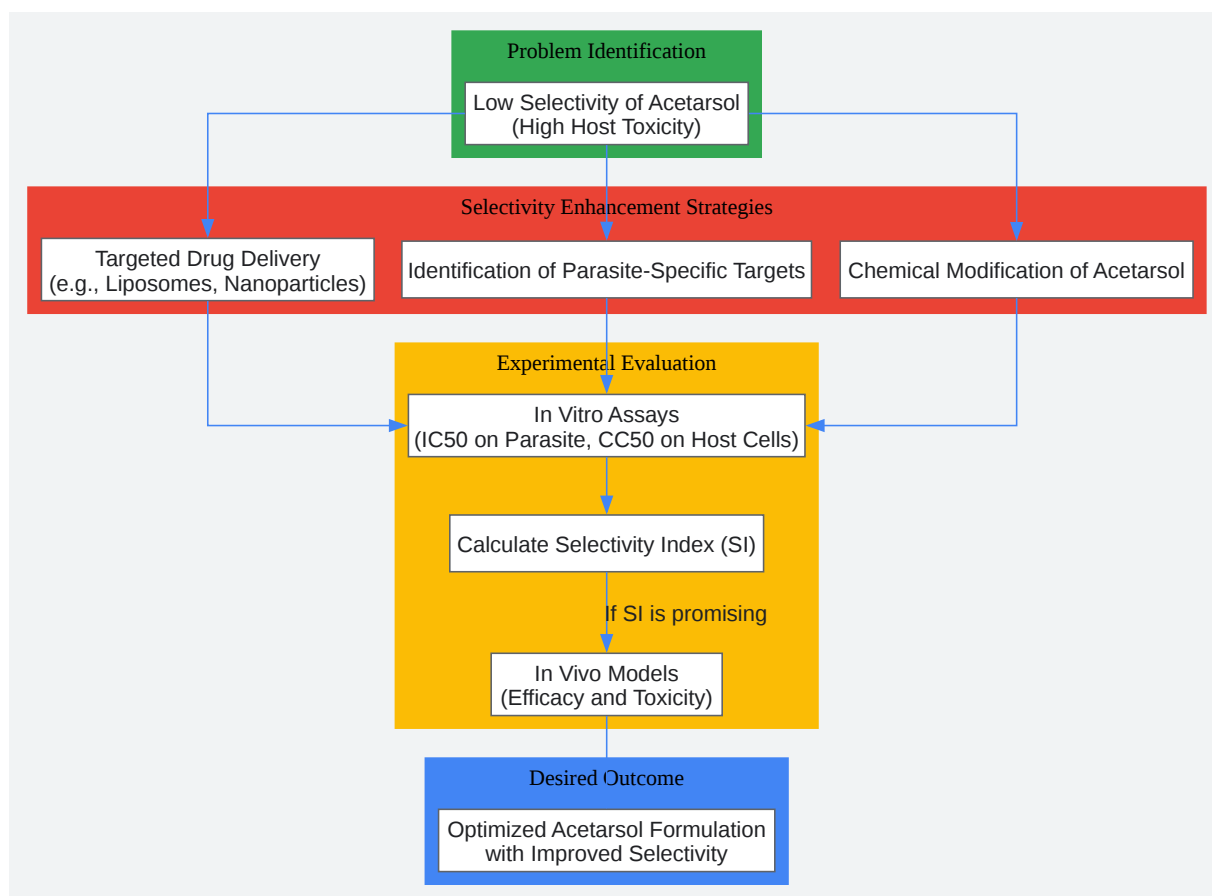 Problem Identification
Low Selectivity of Acetarsol
(High Host Toxicity)
Selectivity Enhancement Strategies
Targeted Drug Delivery
(e.g., Liposomes, Nanoparticles)
Identification of Parasite-Specific Targets
Chemical Modification of Acetarsol
Experimental Evaluation
In Vitro Assays
(IC50 on Parasite, CC50 on Host Cells)
Calculate Selectivity Index (SI)
If SI is promising
In Vivo Models
(Efficacy and Toxicity)
Desired Outcome
Optimized Acetarsol Formulation
with Improved Selectivity